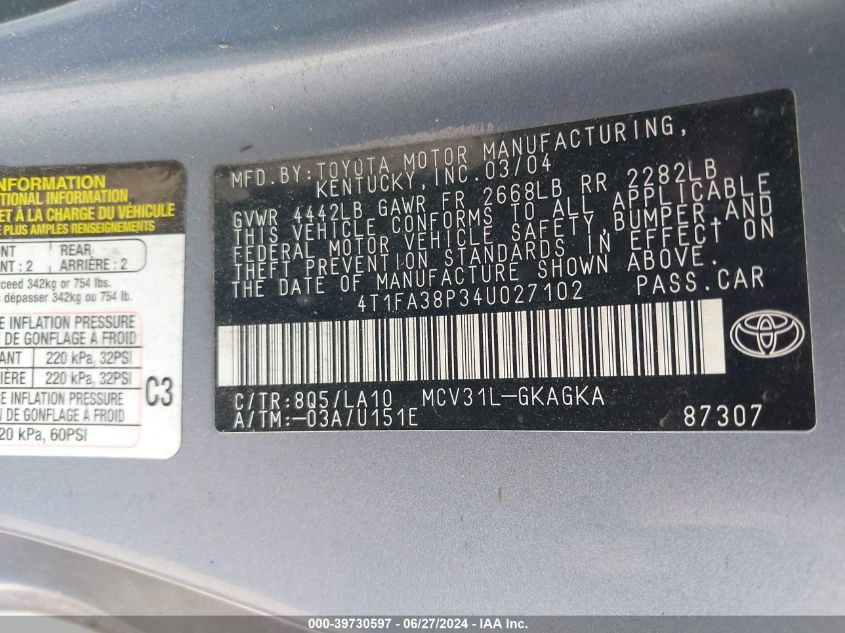 INFORMATION
TIONAL INFORMATION.
ET À LA CHARGE DU VÉHICULE
PLUS AMPLES RENSEIGNEMENTS
REAR
ARRIÈRE : 2
exceed 342kg or 754 lbs.
dépasser 342kg ou 754 lb.
E INFLATION PRESSURE
DE GONFLAGE À FROID
220 kPa, 32PSI
220 kPa, 32PSI
E INFLATION PRESSURE
DE GONFLAGE À FROID
20 kPa, 60PSI
C3
MFD.BY:TOYOTA MOTOR MANUFACTURING,
KENTUCKY,INC.03/04
GVWR 4442LB GAWR FR 2668LB RR 2282LB
THIS VEHICLE CONFORMS TO ALL APPLICABLE
FEDERAL MOTOR VEHICLE SAFETY,BUMPER,AND
THEFT PREVENTION STANDARDS IN EFFECT ON
THE DATE OF MANUFACTURE SHOWN ABOVE.
4T1FA38P34U027102 PASS.CAR
C/TR:8Q5/LA10 MCV31L-GKAGKA
A/TM:-03A/U151E 87307
000-39730597 - 06/27/2024 - IAA Inc.